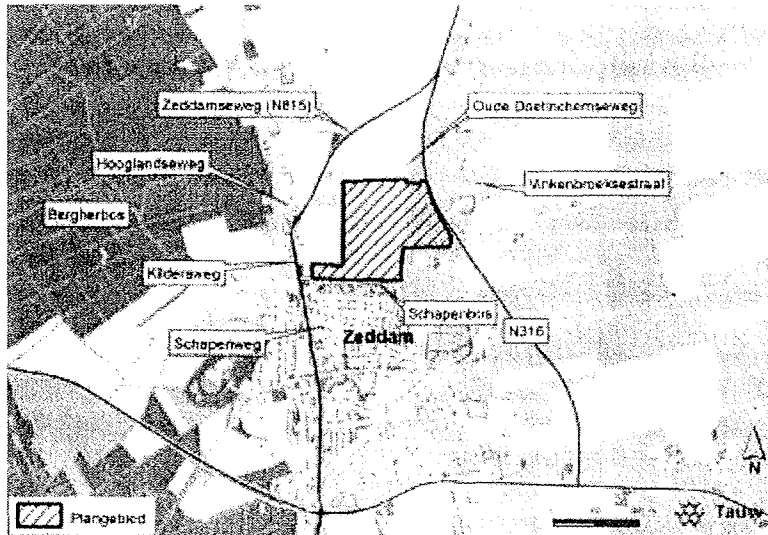 Zeddamseweg (N815)
Oude Doetinchemseweg
Hooglandseweg
Vinkenbroeksestraat
Bergherbos
Kilderseweg
Schapenbos
Schapenweg
Zeddam
N316
N
Plangebied
Tauw